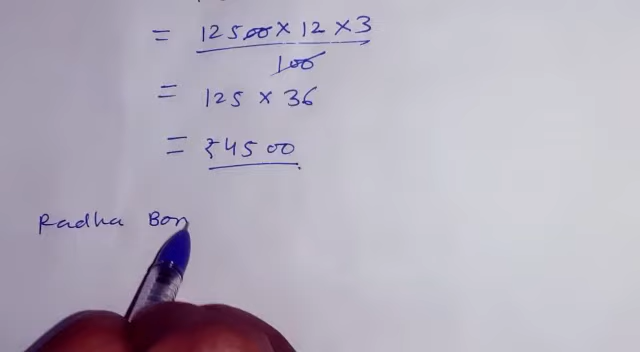 = 12500 × 12 × 3
100
= 125 × 36
= ₹4500
Radha Bor